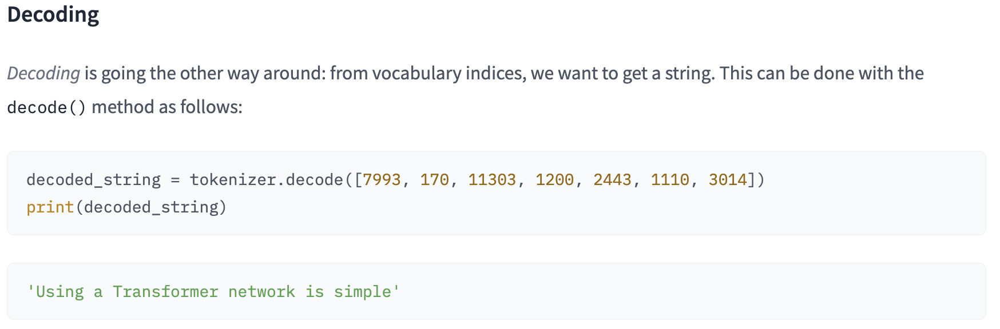 Decoding
Decoding is going the other way around: from vocabulary indices, we want to get a string. This can be done with the
decode() method as follows:
decoded_string = tokenizer.decode([7993, 170, 11303, 1200, 2443, 1110, 3014])
print(decoded_string)
'Using a Transformer network is simple'